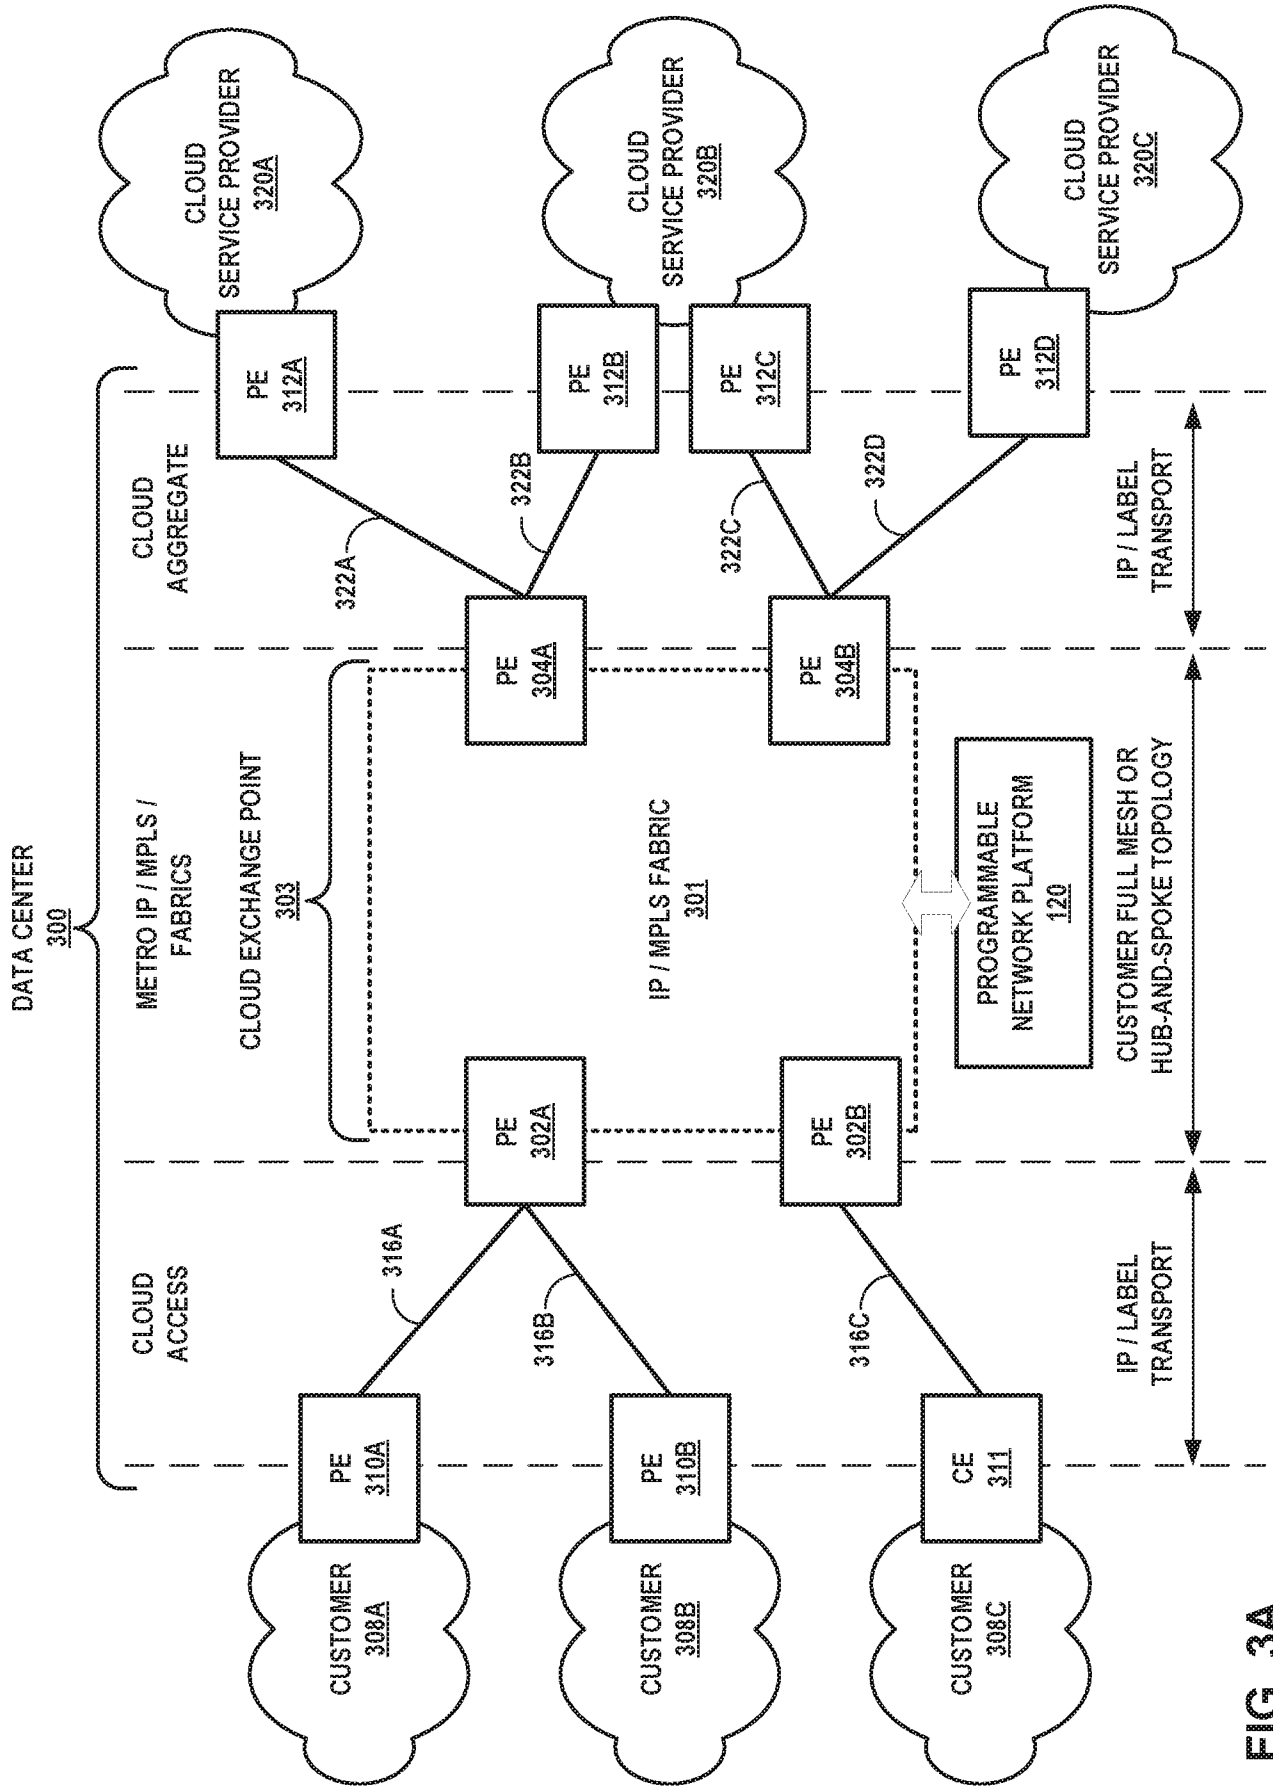 DATA CENTER
300
CLOUD
ACCESS
METRO IP / MPLS /
FABRICS
CLOUD
AGGREGATE
CLOUD EXCHANGE POINT
303
CUSTOMER
308A
PE
310A
316A
PE
302A
PE
304A
322A
PE
312A
CLOUD
SERVICE PROVIDER
320A
CUSTOMER
308B
PE
310B
316B
IP / MPLS FABRIC
301
322B
PE
312B
CLOUD
SERVICE PROVIDER
320B
322C
PE
312C
CUSTOMER
308C
CE
311
316C
PE
302B
PE
304B
322D
PE
312D
CLOUD
SERVICE PROVIDER
320C
PROGRAMMABLE
NETWORK PLATFORM
120
IP / LABEL
TRANSPORT
CUSTOMER FULL MESH OR
HUB-AND-SPOKE TOPOLOGY
IP / LABEL
TRANSPORT
FIG. 3A